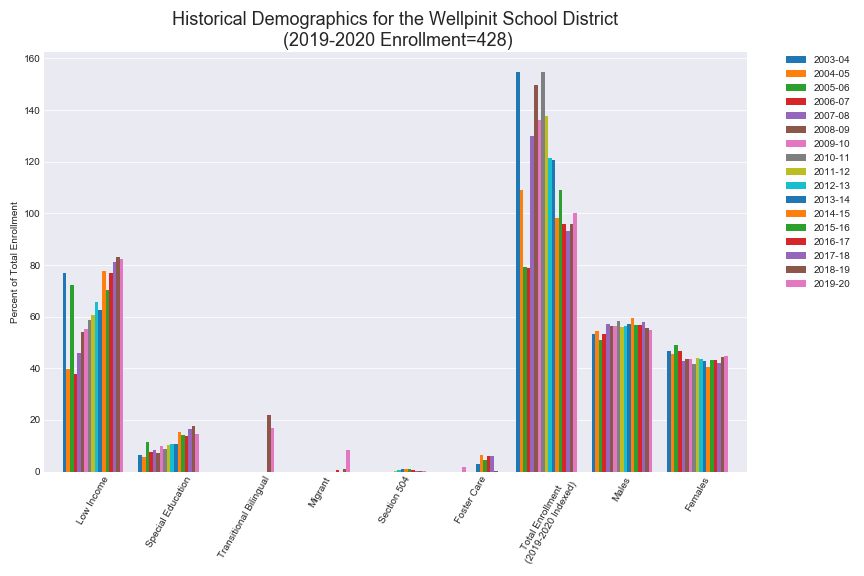 Historical Demographics for the Wellpinit School District
(2019-2020 Enrollment=428)
Percent of Total Enrollment
160
140
120
100
80
60
40
20
0
Low Income
Special Education
Transitional Bilingual
Migrant
Section 504
Foster Care
Total Enrollment
(2019-2020 Indexed)
Males
Females
2003-04
2004-05
2005-06
2006-07
2007-08
2008-09
2009-10
2010-11
2011-12
2012-13
2013-14
2014-15
2015-16
2016-17
2017-18
2018-19
2019-20